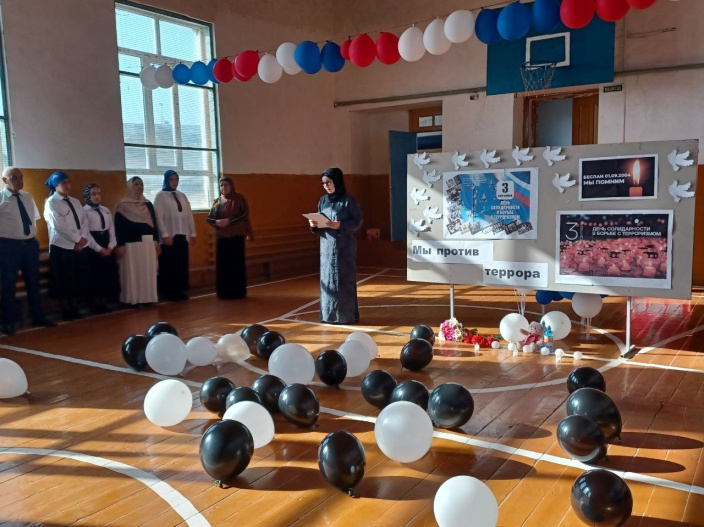 3
СЕНТЯБРЯ
ДЕНЬ
СОЛИДАРНОСТИ
В БОРЬБЕ
С ТЕРРОРИЗМОМ
БЕСЛАН 01.09.2004
МЫ ПОМНИМ
3
ДЕНЬ СОЛИДАРНОСТИ
В БОРЬБЕ С ТЕРРОРИЗМОМ
Мы против
террора